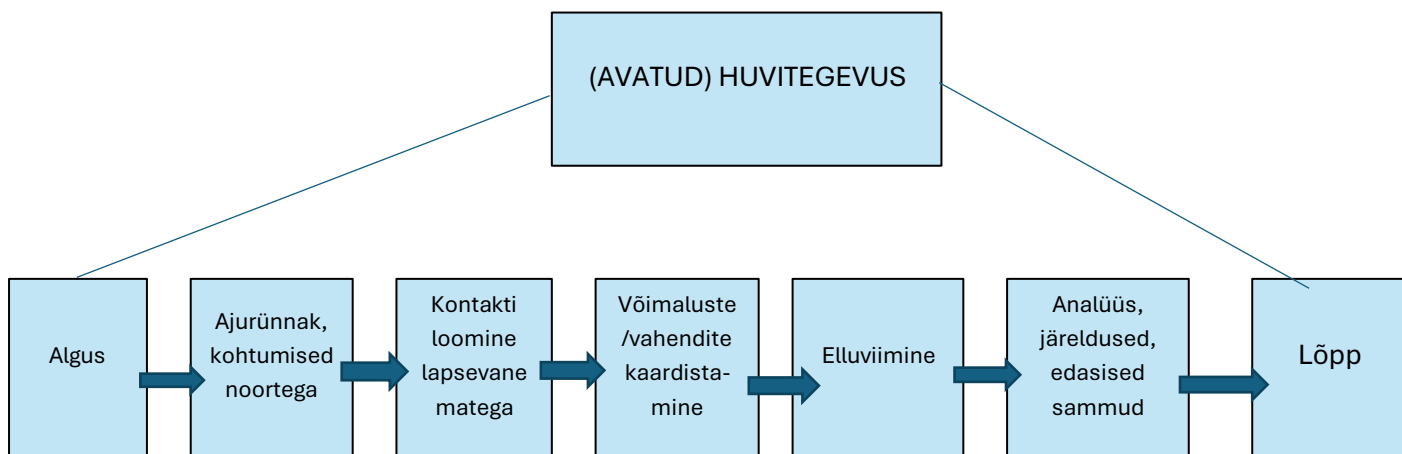 (AVATUD) HUVITEGEVUS
Algus
Ajurünnak,
kohtumised
noortega
Kontakti
loomine
lapsevane
matega
Võimaluste
/vahendite
kaardista-
mine
Elluviimine
Analüüs,
järeldused,
edasised
sammud
Lõpp